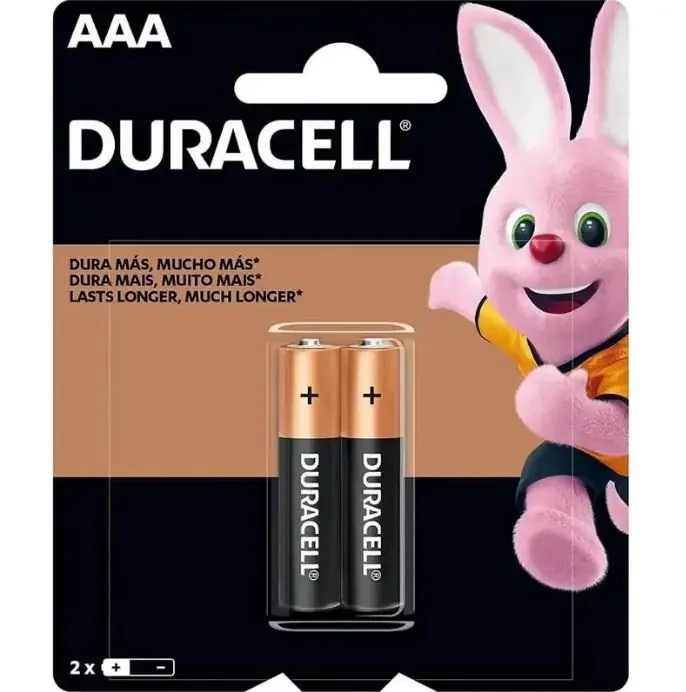 AAA
DURACELL®
DURA MÁS, MUCHO MÁS*
DURA MAIS, MUITO MAIS*
LASTS LONGER, MUCH LONGER*
+ +
DURACELL®
DURACELL®
2 x + −